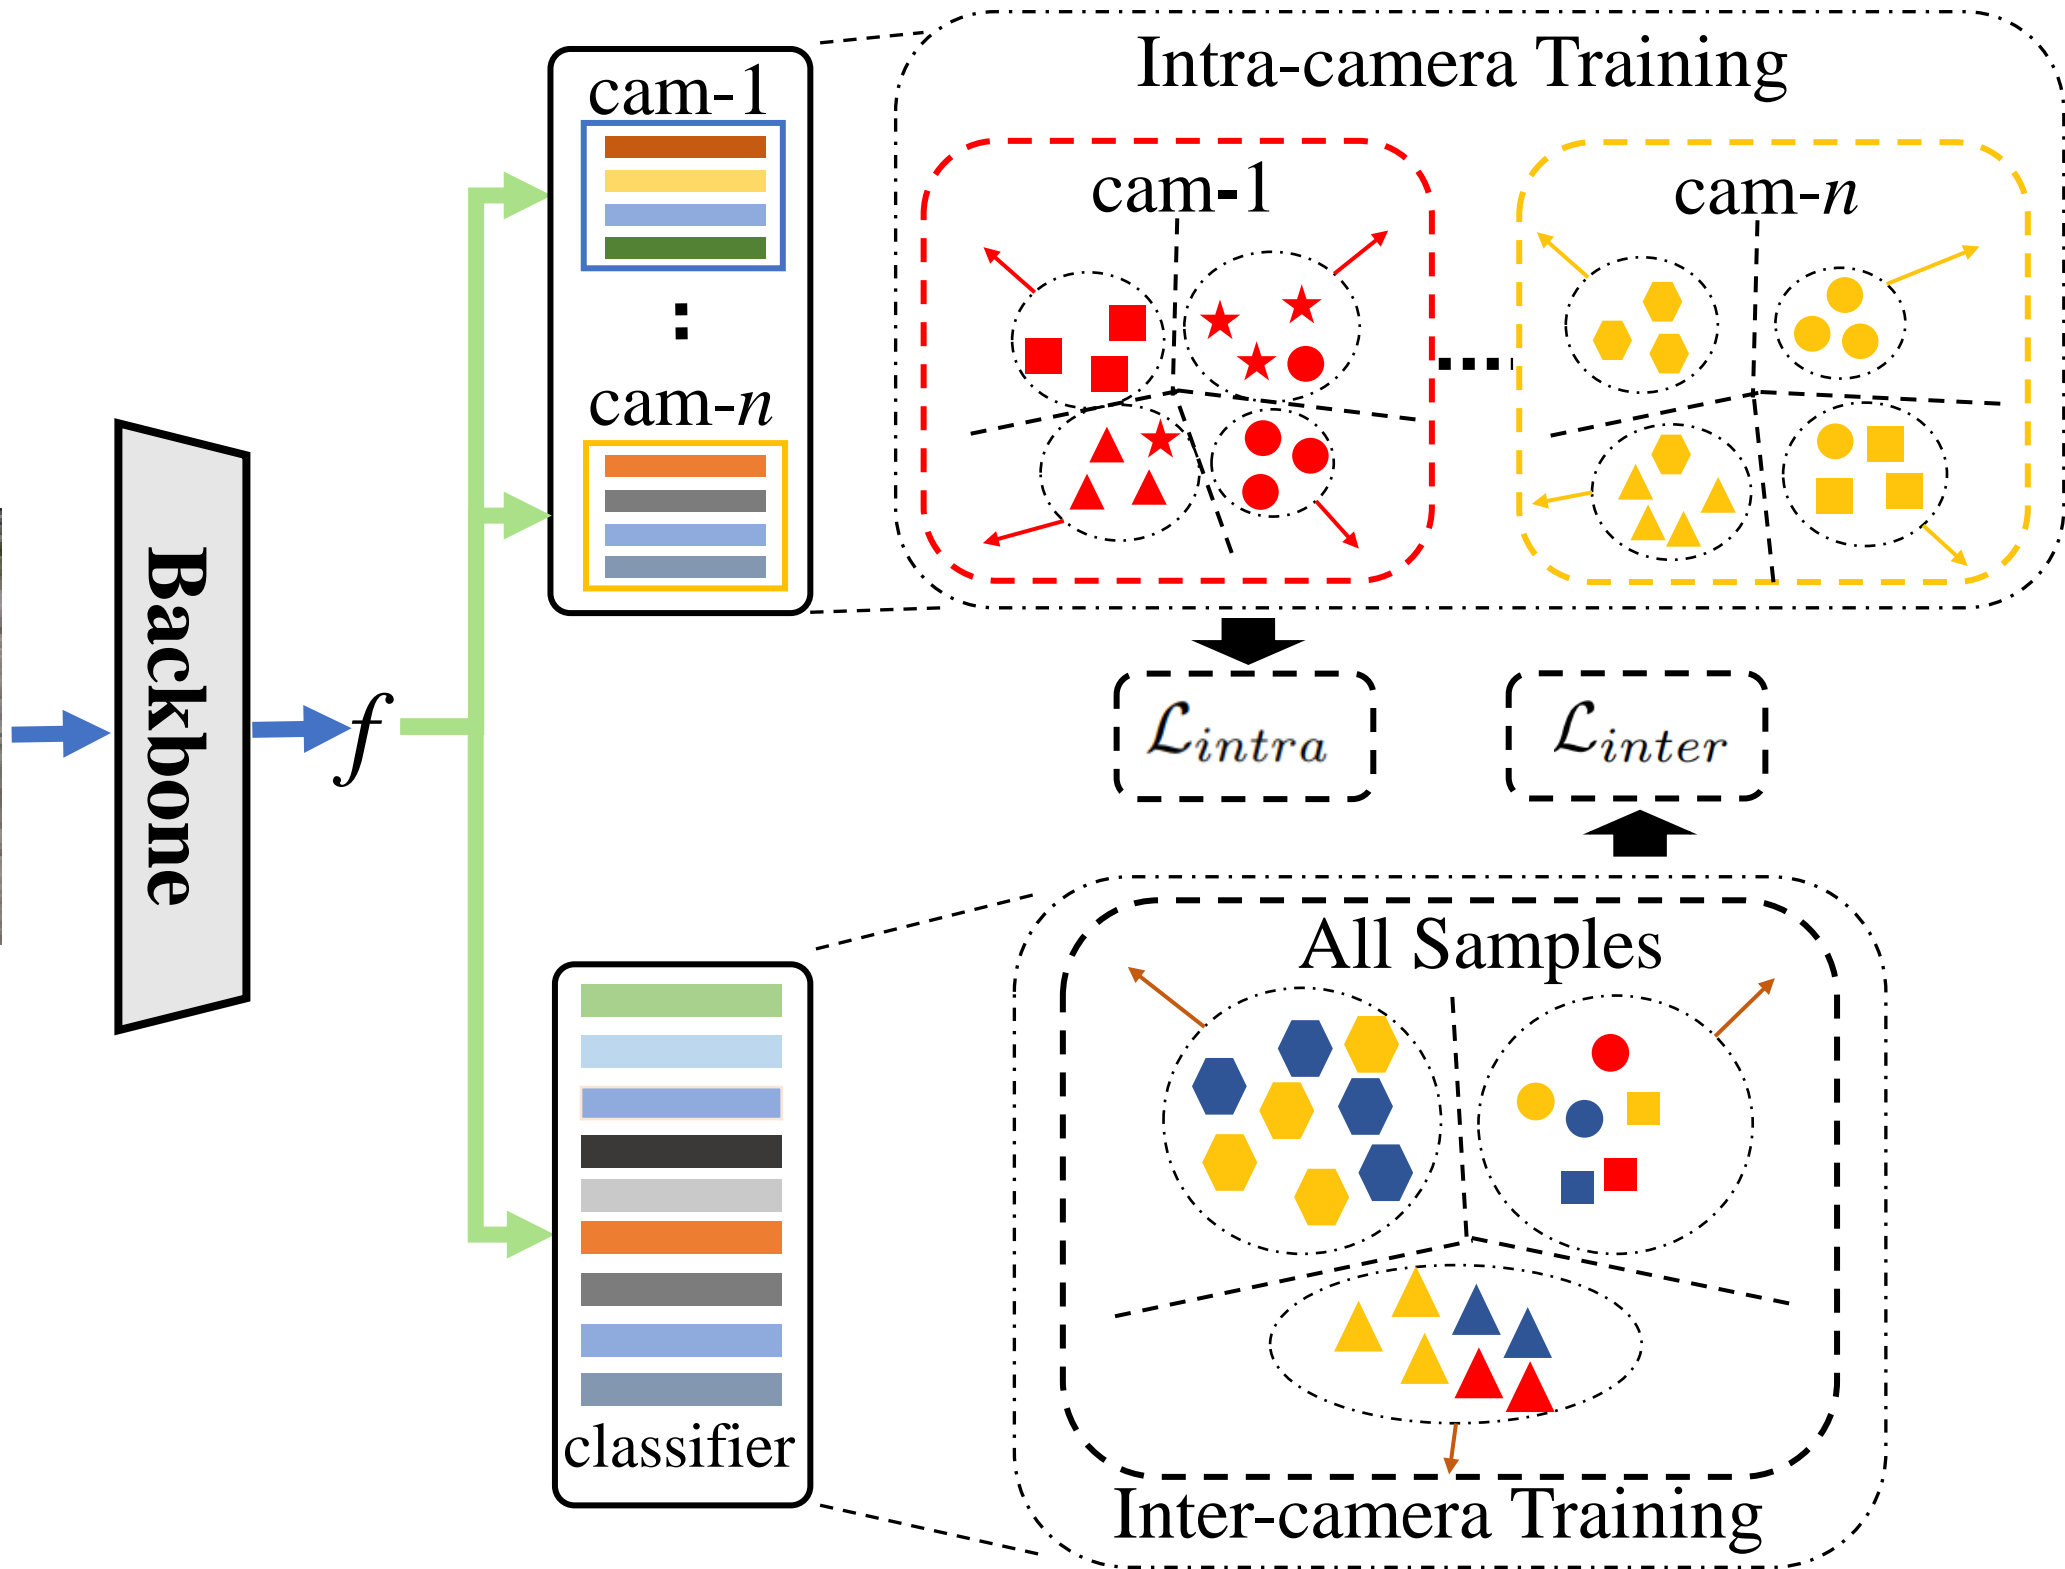 cam-1
cam-n
Backbone
f
classifier
Intra-camera Training
cam-1
cam-n
ℒintra
ℒinter
All Samples
Inter-camera Training